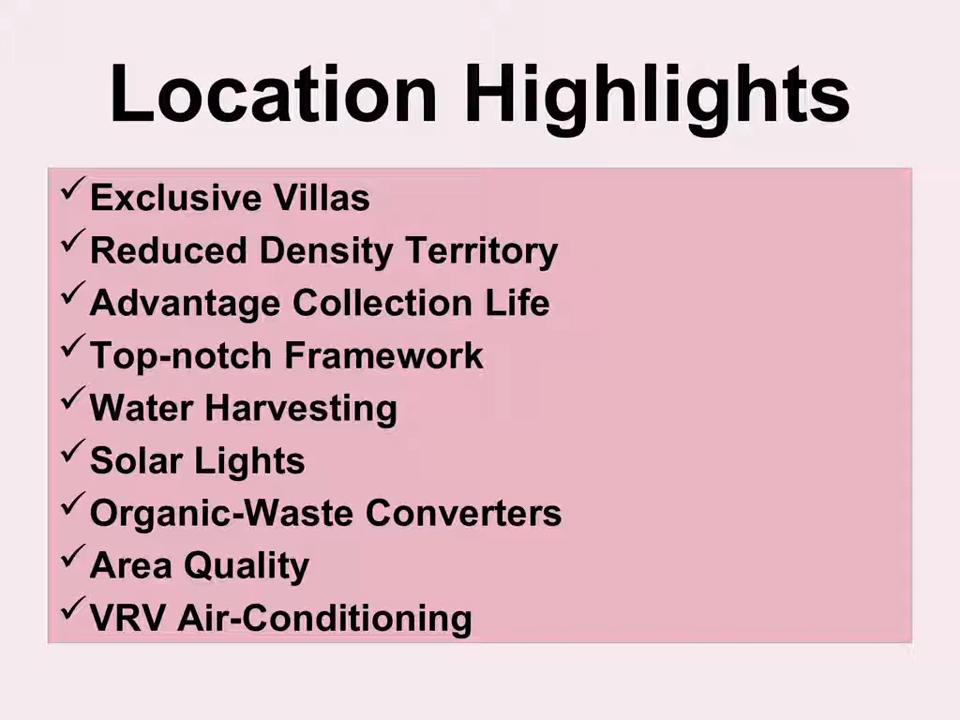 Location Highlights
✓Exclusive Villas
✓Reduced Density Territory
✓Advantage Collection Life
✓Top-notch Framework
✓Water Harvesting
✓Solar Lights
✓Organic-Waste Converters
✓Area Quality
✓VRV Air-Conditioning